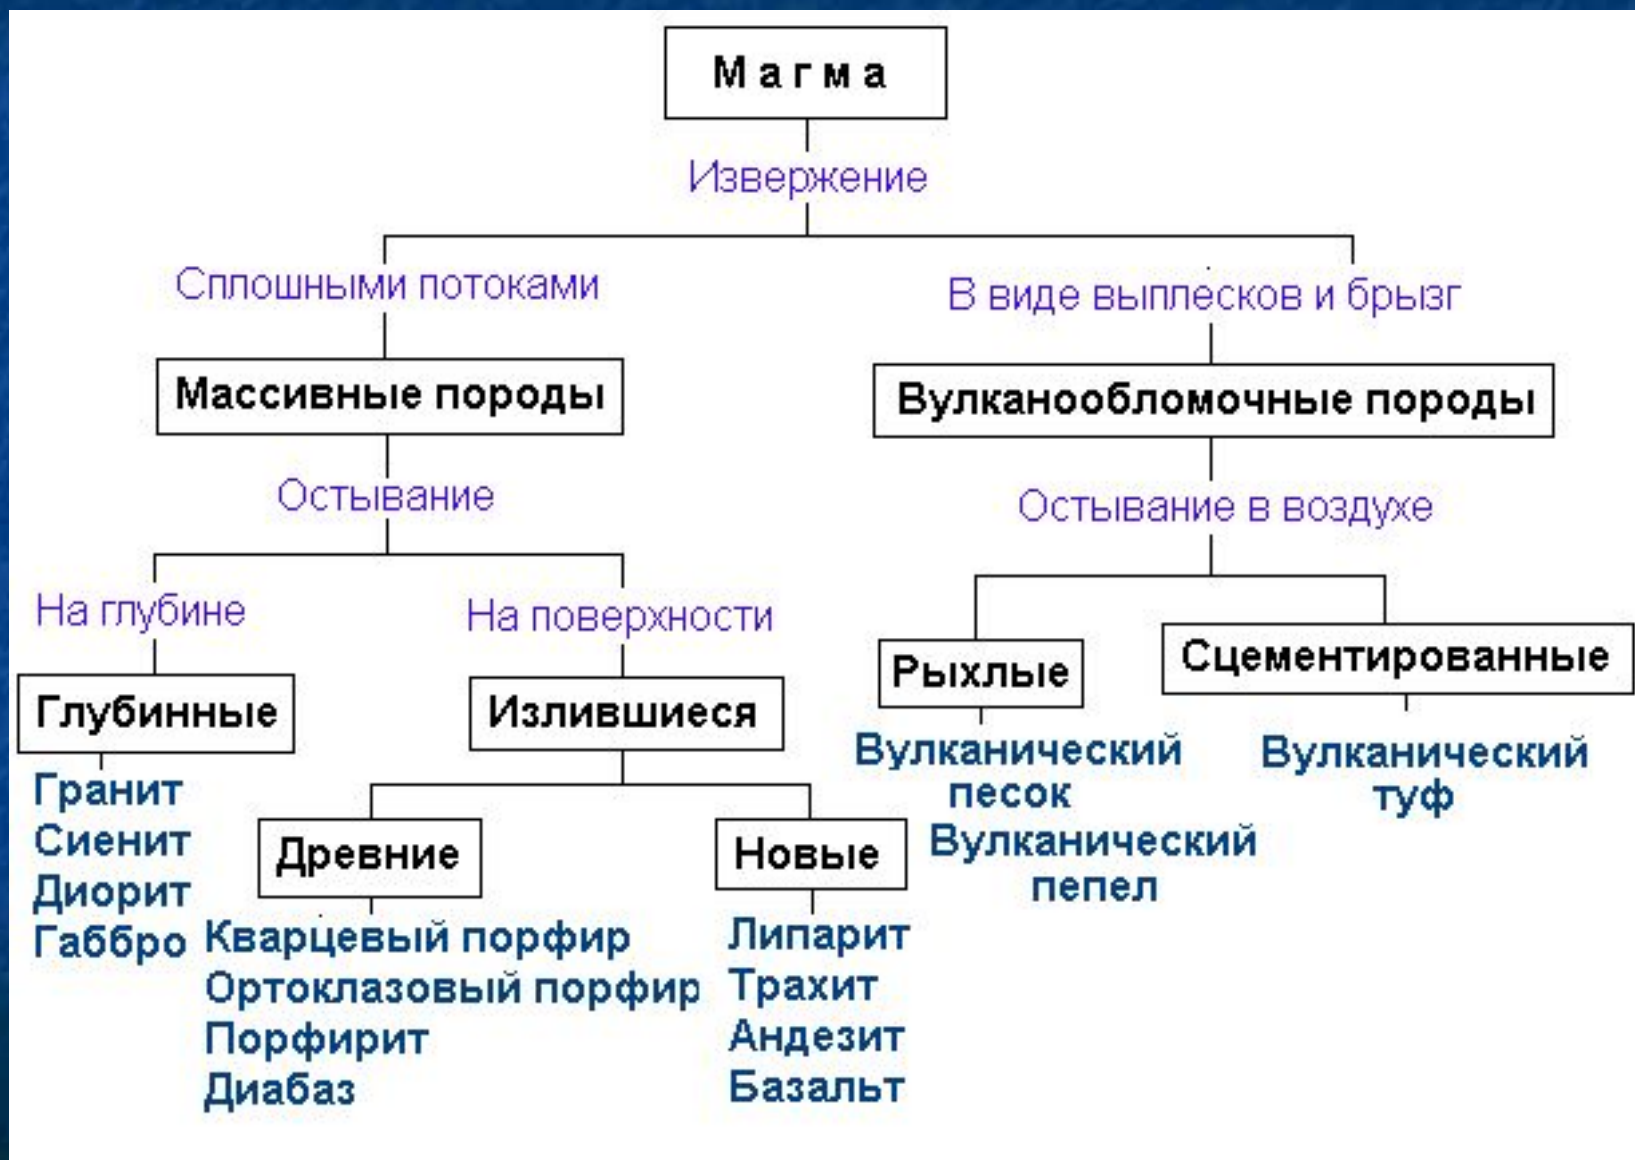 Магма
Извержение
Сплошными потоками
В виде выплесков и брызг
Массивные породы
Вулканообломочные породы
Остывание
Остывание в воздухе
На глубине
На поверхности
Рыхлые
Сцементированные
Глубинные
Излившиеся
Вулканический
песок
Вулканический
пепел
Вулканический
туф
Гранит
Сиенит
Диорит
Габбро
Древние
Новые
Кварцевый порфир
Ортоклазовый порфир
Порфирит
Диабаз
Липарит
Трахит
Андезит
Базальт